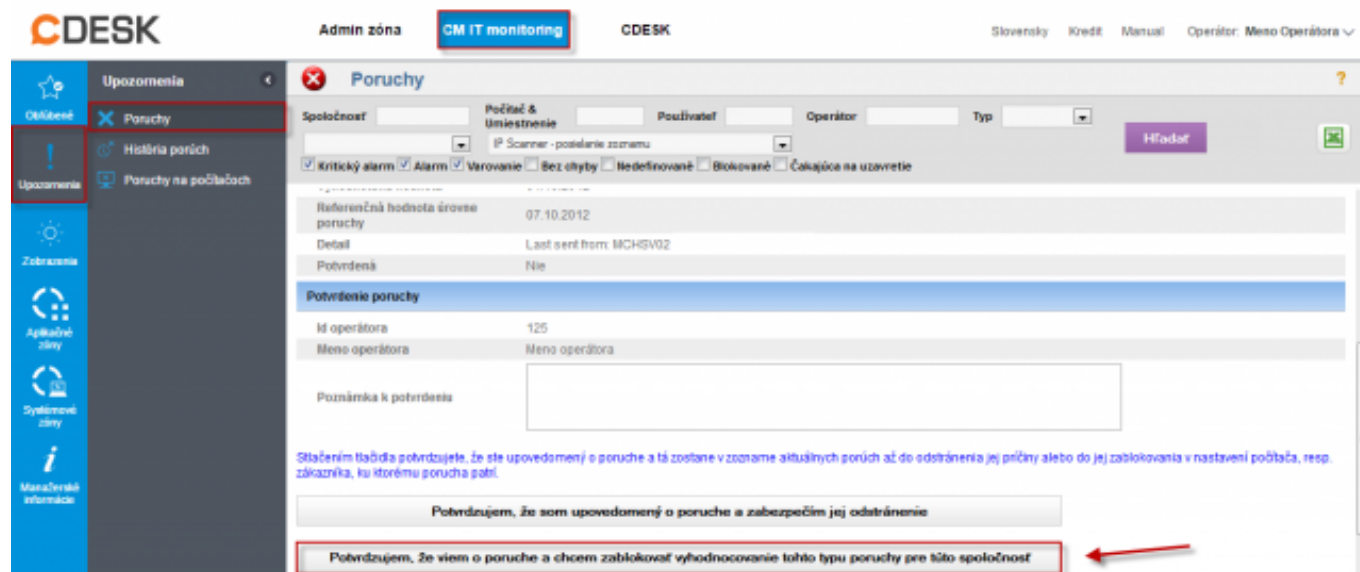 CDESK
Admin zóna CM IT monitoring CDESK
Slovensky Kredit Manual Operátor: Meno Operátora
Obľúbené
Upozornenia
Zobrazenia
Aplikačné zóny
Systémové zóny
Manažerské informácie
Upozornenia
Poruchy
História porúch
Poruchy na počítačoch
Poruchy ?
Spoločnosť Počítač & Umiestnenie Používateľ Operátor Typ
IP Scanner - posielanie zoznamu
Hľadať
Kritický alarm Alarm Varovanie Bez chyby Nedefinované Blokované Čakajúca na uzavretie
Referenčná hodnota úrovne poruchy 07.10.2012
Detail Last sent from: MCHSV02
Potvrdená Nie
Potvrdenie poruchy
Id operátora 125
Meno operátora Meno operátora
Poznámka k potvrdeniu
Stlačením tlačidla potvrdzujete, že ste upovedomený o poruche a tá zostane v zozname aktuálnych porúch až do odstránenia jej príčiny alebo do jej zablokovania v nastavení počítača, resp.
zákazníka, ku ktorému porucha patrí.
Potvrdzujem, že som upovedomený o poruche a zabezpečím jej odstránenie
Potvrdzujem, že viem o poruche a chcem zablokovať vyhodnocovanie tohto typu poruchy pre túto spoločnosť